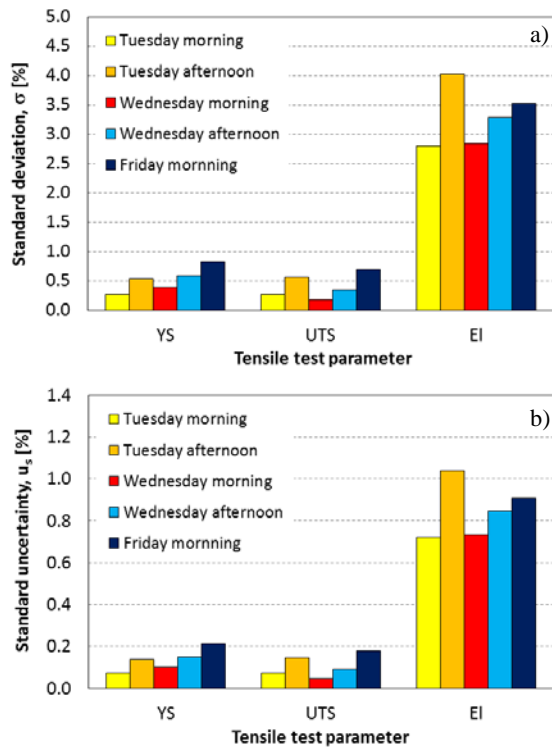 a)
5.0
4.5
4.0
3.5
3.0
2.5
2.0
1.5
1.0
0.5
0.0
Standard deviation, σ [%]
Tuesday morning
Tuesday afternoon
Wednesday morning
Wednesday afternoon
Friday mornning
YS UTS El
Tensile test parameter
b)
1.4
1.2
1.0
0.8
0.6
0.4
0.2
0.0
Standard uncertainty, us [%]
Tuesday morning
Tuesday afternoon
Wednesday morning
Wednesday afternoon
Friday mornning
YS UTS El
Tensile test parameter